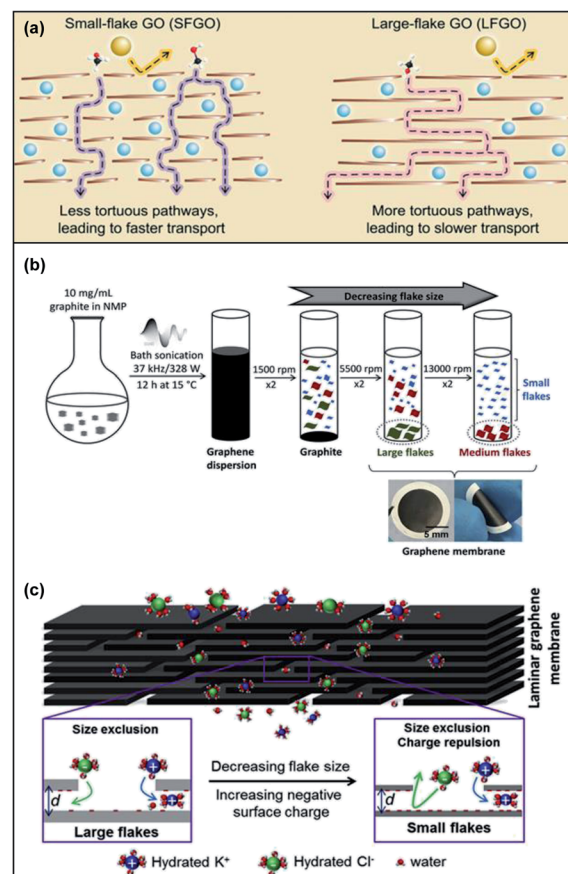 (a)
Small-flake GO (SFGO)
Large-flake GO (LFGO)
Less tortuous pathways,
leading to faster transport
More tortuous pathways,
leading to slower transport
(b)
10 mg/mL
graphite in NMP
Decreasing flake size
Bath sonication
37 kHz/328 W
12 h at 15 °C
1500 rpm
x2
5500 rpm
x2
13000 rpm
x2
Small
flakes
Graphene
dispersion
Graphite
Large flakes
Medium flakes
5 mm
Graphene membrane
(c)
Laminar graphene
membrane
Size exclusion
d
Large flakes
Decreasing flake size
Increasing negative
surface charge
Size exclusion
Charge repulsion
d
Small flakes
Hydrated K⁺
Hydrated Cl⁻
water